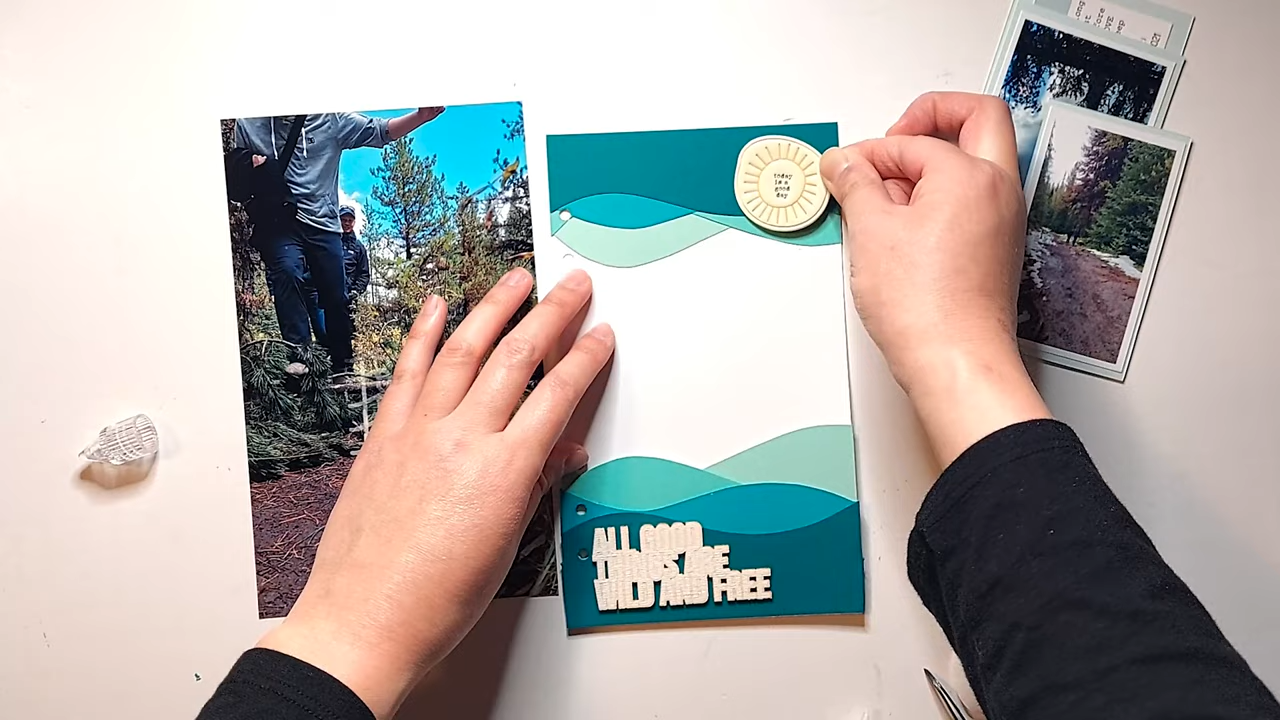 today
is a
good
day
ALL GOOD
THINGS ARE
WILD AND FREE